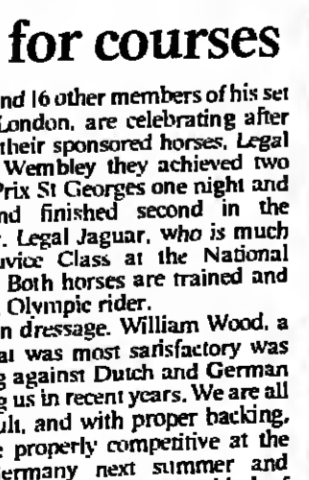 for courses
nd 16 other members of his set
London, are celebrating after
their sponsored horses, Legal
Wembley they achieved two
Prix St Georges one night and
nd finished second in the
. Legal Jaguar, who is much
vice Class at the National
Both horses are trained and
Olympic rider.
n dressage. William Wood, a
at was most sarisfactory was
g against Dutch and German
g us in recent years. We are all
ult, and with proper backing,
properly competitive at the
Germany next summer and